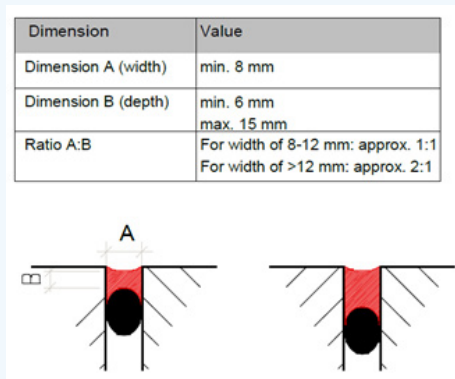 Dimension Value
Dimension A (width) min. 8 mm
Dimension B (depth) min. 6 mm
max. 15 mm
Ratio A:B For width of 8-12 mm: approx. 1:1
For width of >12 mm: approx. 2:1
A
B